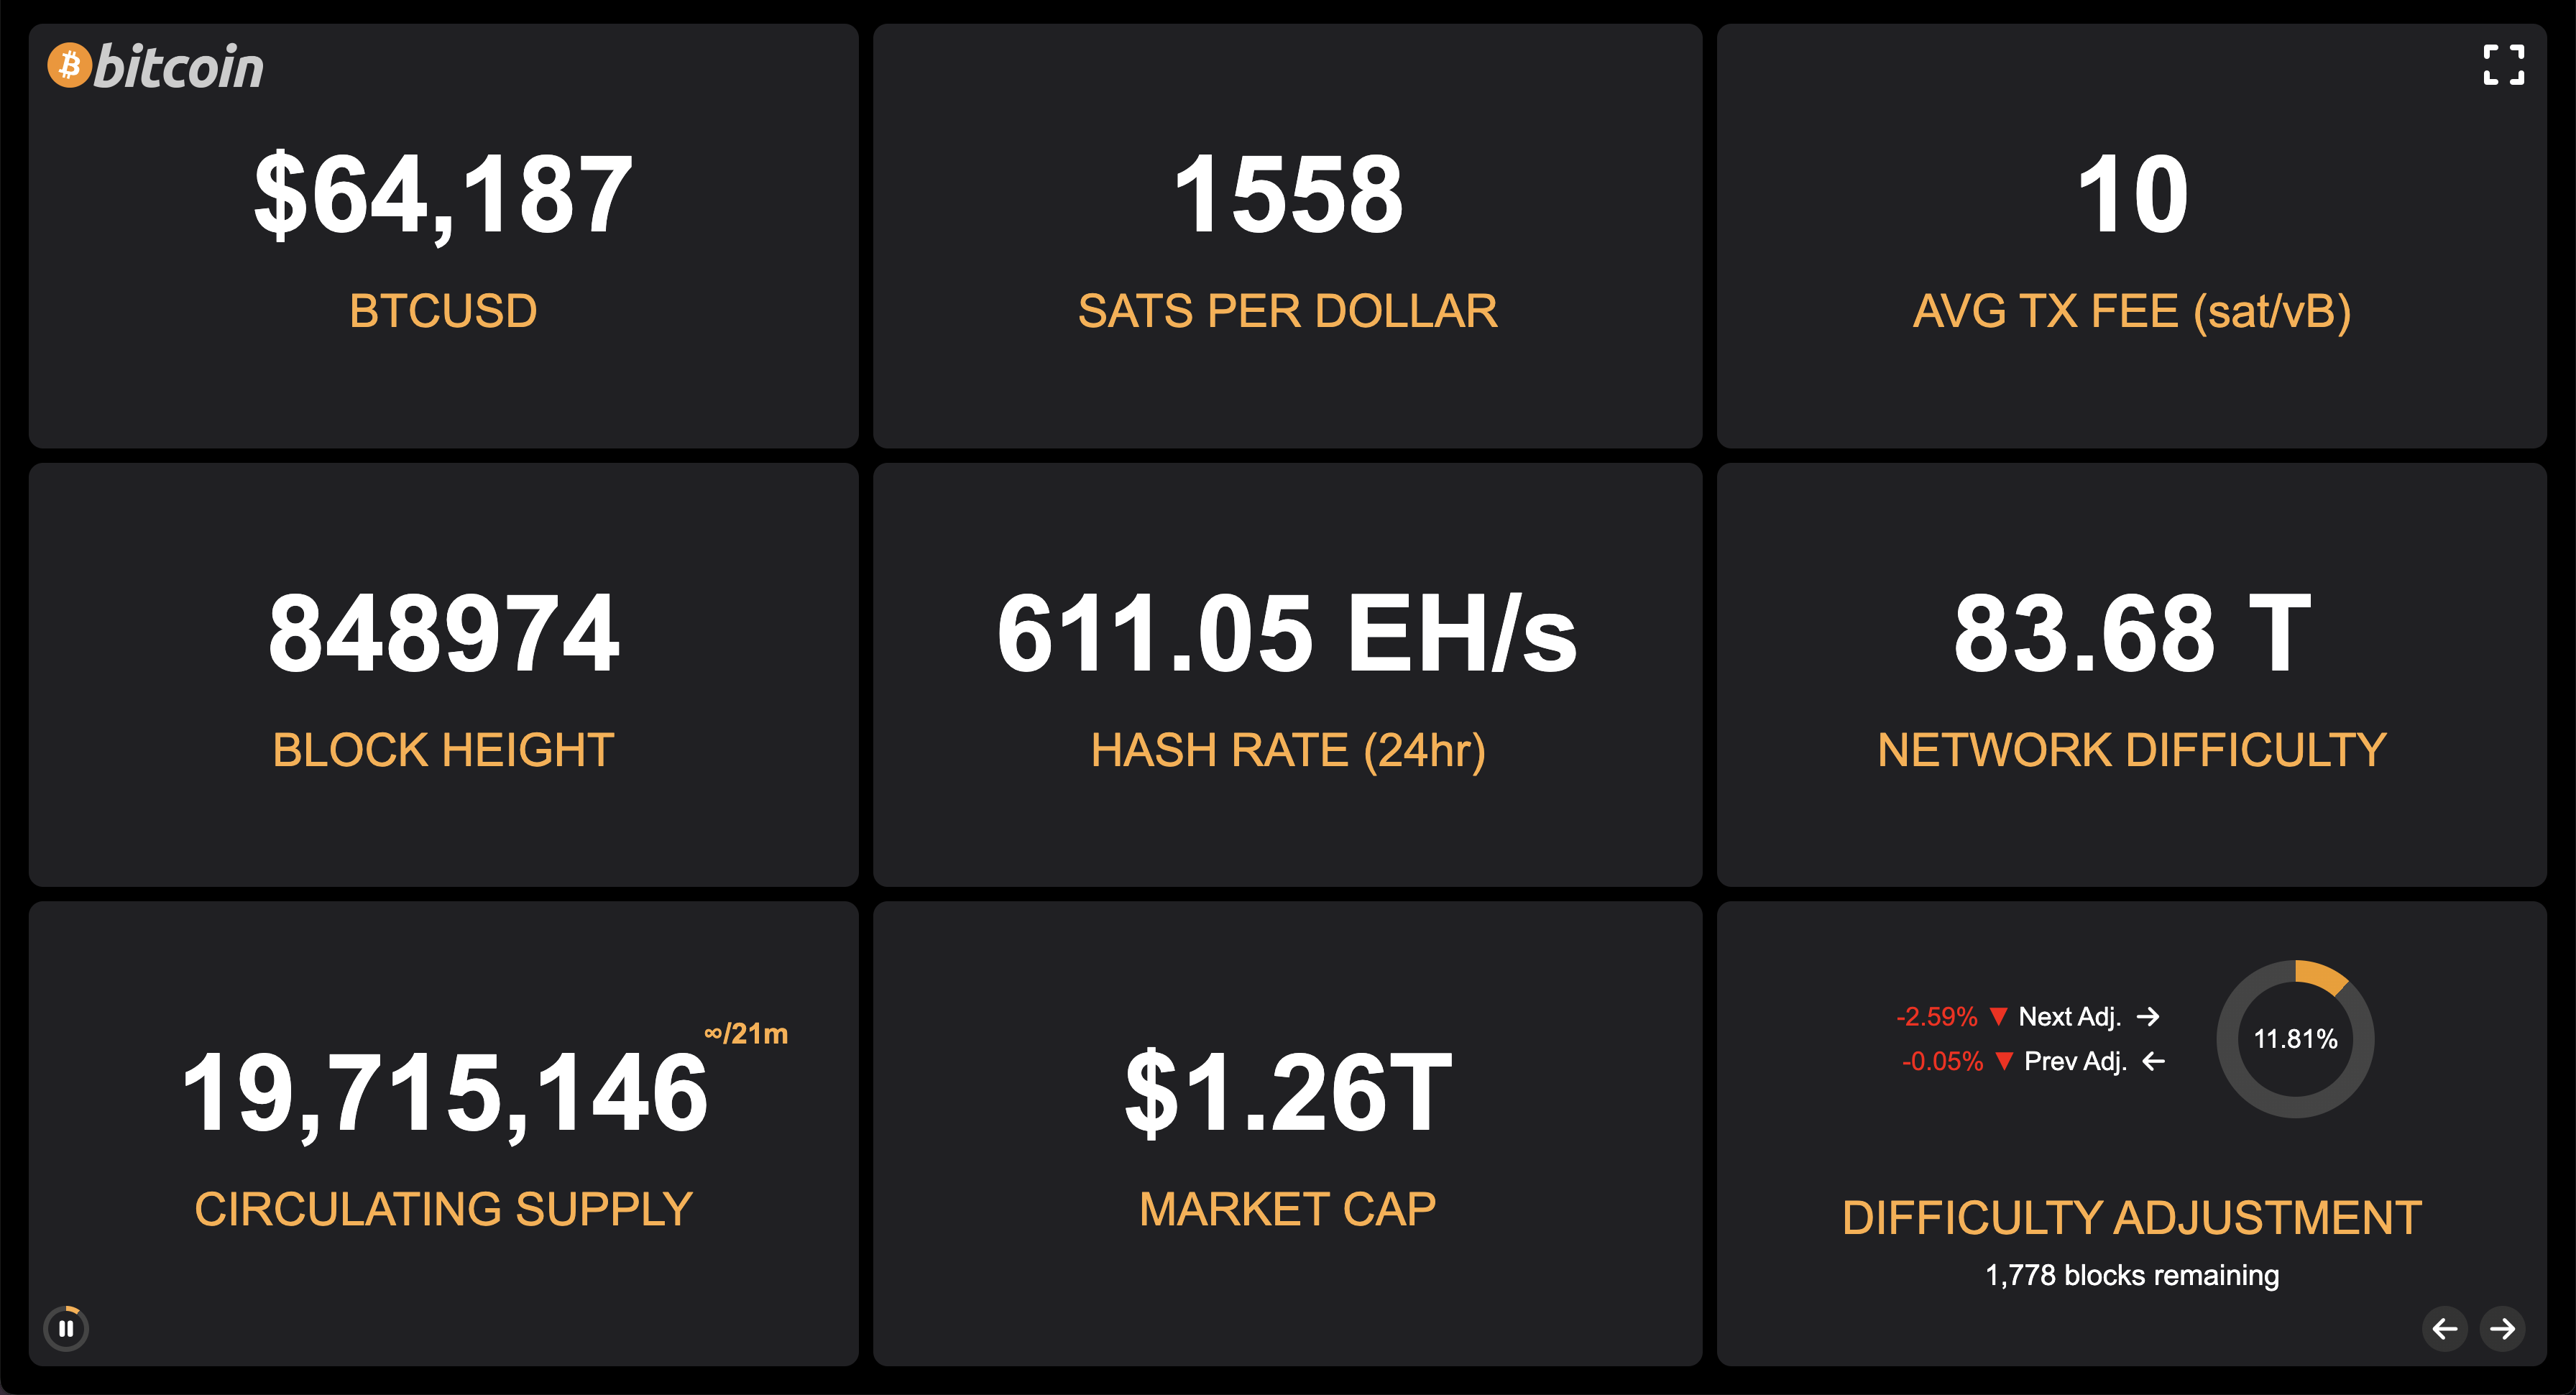 bitcoin
$64,187
BTCUSD
1558
SATS PER DOLLAR
10
AVG TX FEE (sat/vB)
848974
BLOCK HEIGHT
611.05 EH/s
HASH RATE (24hr)
83.68 T
NETWORK DIFFICULTY
∞/21m
19,715,146
CIRCULATING SUPPLY
$1.26T
MARKET CAP
-2.59% ▼ Next Adj. →
-0.05% ▼ Prev Adj. ←
11.81%
DIFFICULTY ADJUSTMENT
1,778 blocks remaining